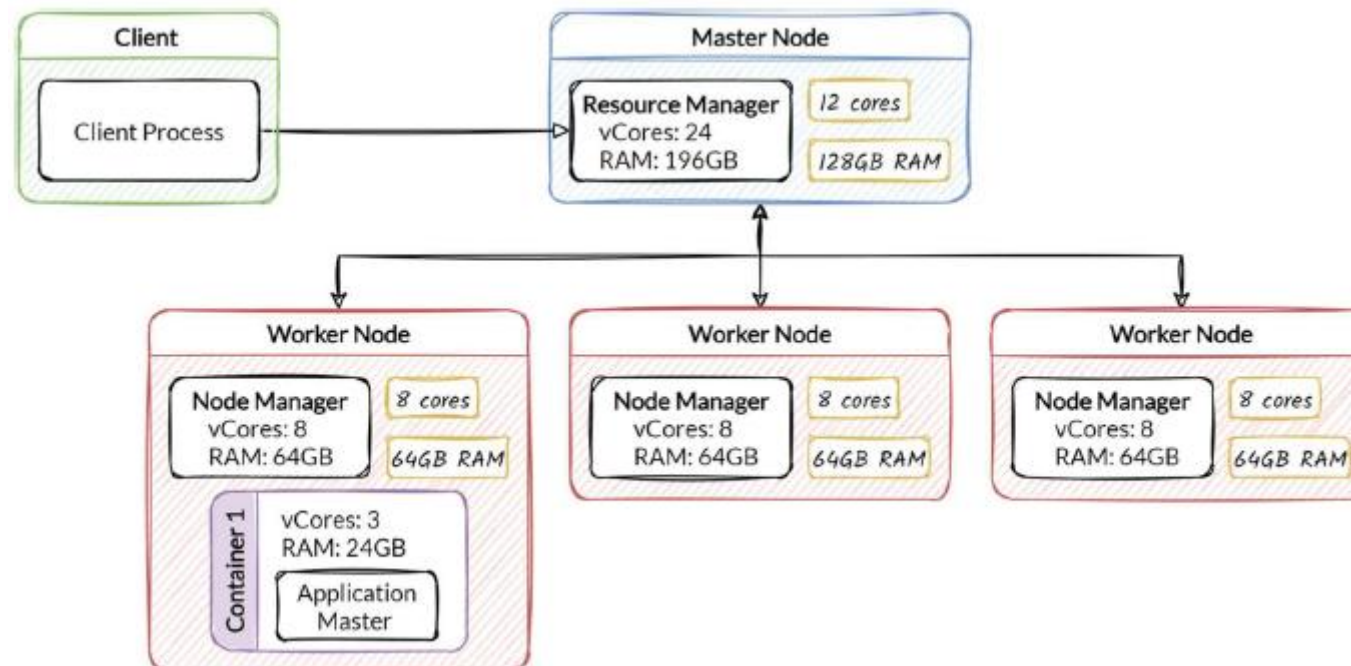 Client
Client Process
Master Node
Resource Manager
vCores: 24
RAM: 196GB
12 cores
128GB RAM
Worker Node
Node Manager
vCores: 8
RAM: 64GB
8 cores
64GB RAM
Container 1
vCores: 3
RAM: 24GB
Application
Master
Worker Node
Node Manager
vCores: 8
RAM: 64GB
8 cores
64GB RAM
Worker Node
Node Manager
vCores: 8
RAM: 64GB
8 cores
64GB RAM